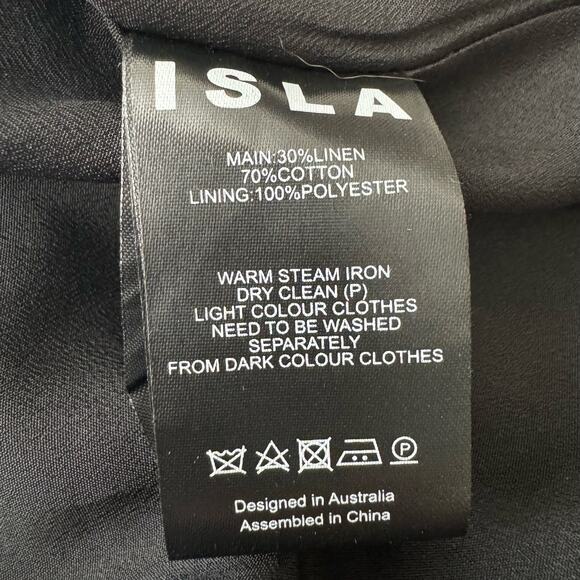 ISLA
MAIN:30%LINEN
70%COTTON
LINING:100%POLYESTER
WARM STEAM IRON
DRY CLEAN (P)
LIGHT COLOUR CLOTHES
NEED TO BE WASHED
SEPARATELY
FROM DARK COLOUR CLOTHES
P
Designed in Australia
Assembled in China